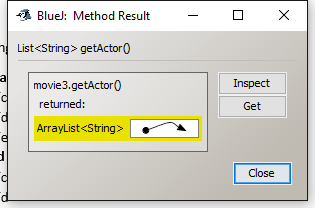 BlueJ: Method Result
List<String> getActor()
movie3.getActor()
returned:
ArrayList<String>
Inspect
Get
Close